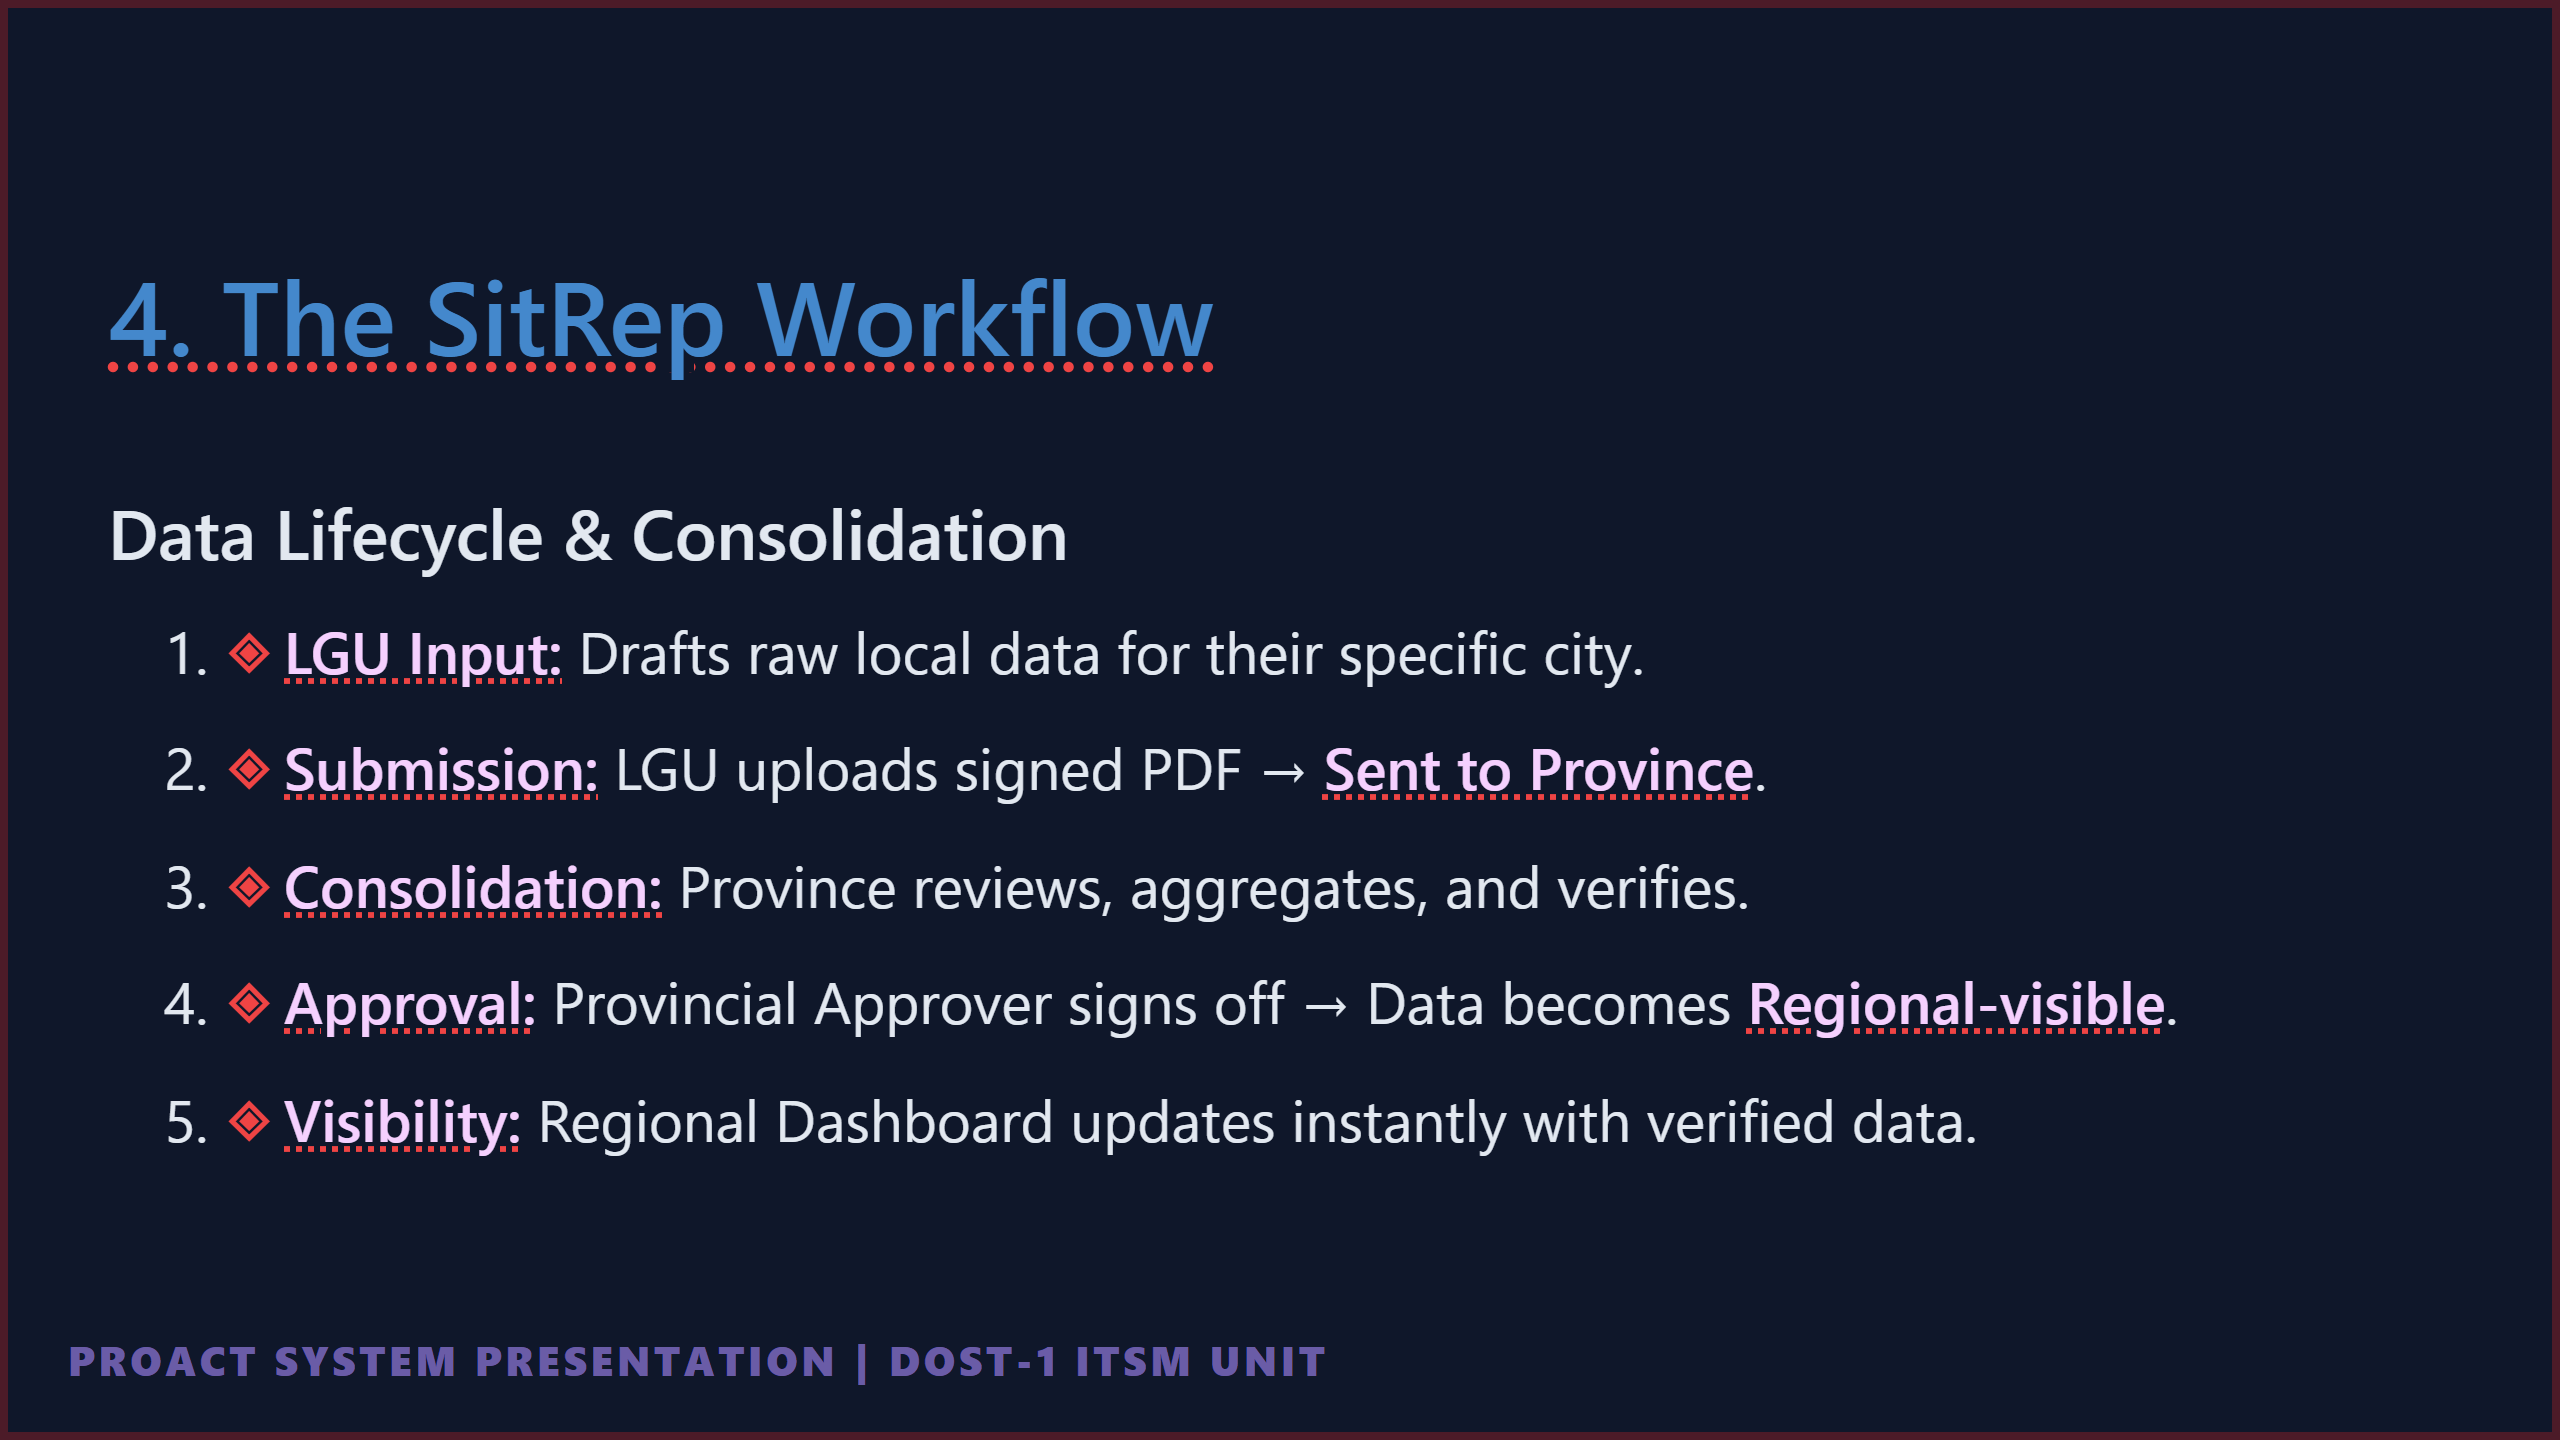 4. The SitRep Workflow
Data Lifecycle & Consolidation
1. LGU Input: Drafts raw local data for their specific city.
2. Submission: LGU uploads signed PDF → Sent to Province.
3. Consolidation: Province reviews, aggregates, and verifies.
4. Approval: Provincial Approver signs off → Data becomes Regional-visible.
5. Visibility: Regional Dashboard updates instantly with verified data.
PROACT SYSTEM PRESENTATION | DOST-1 ITSM UNIT